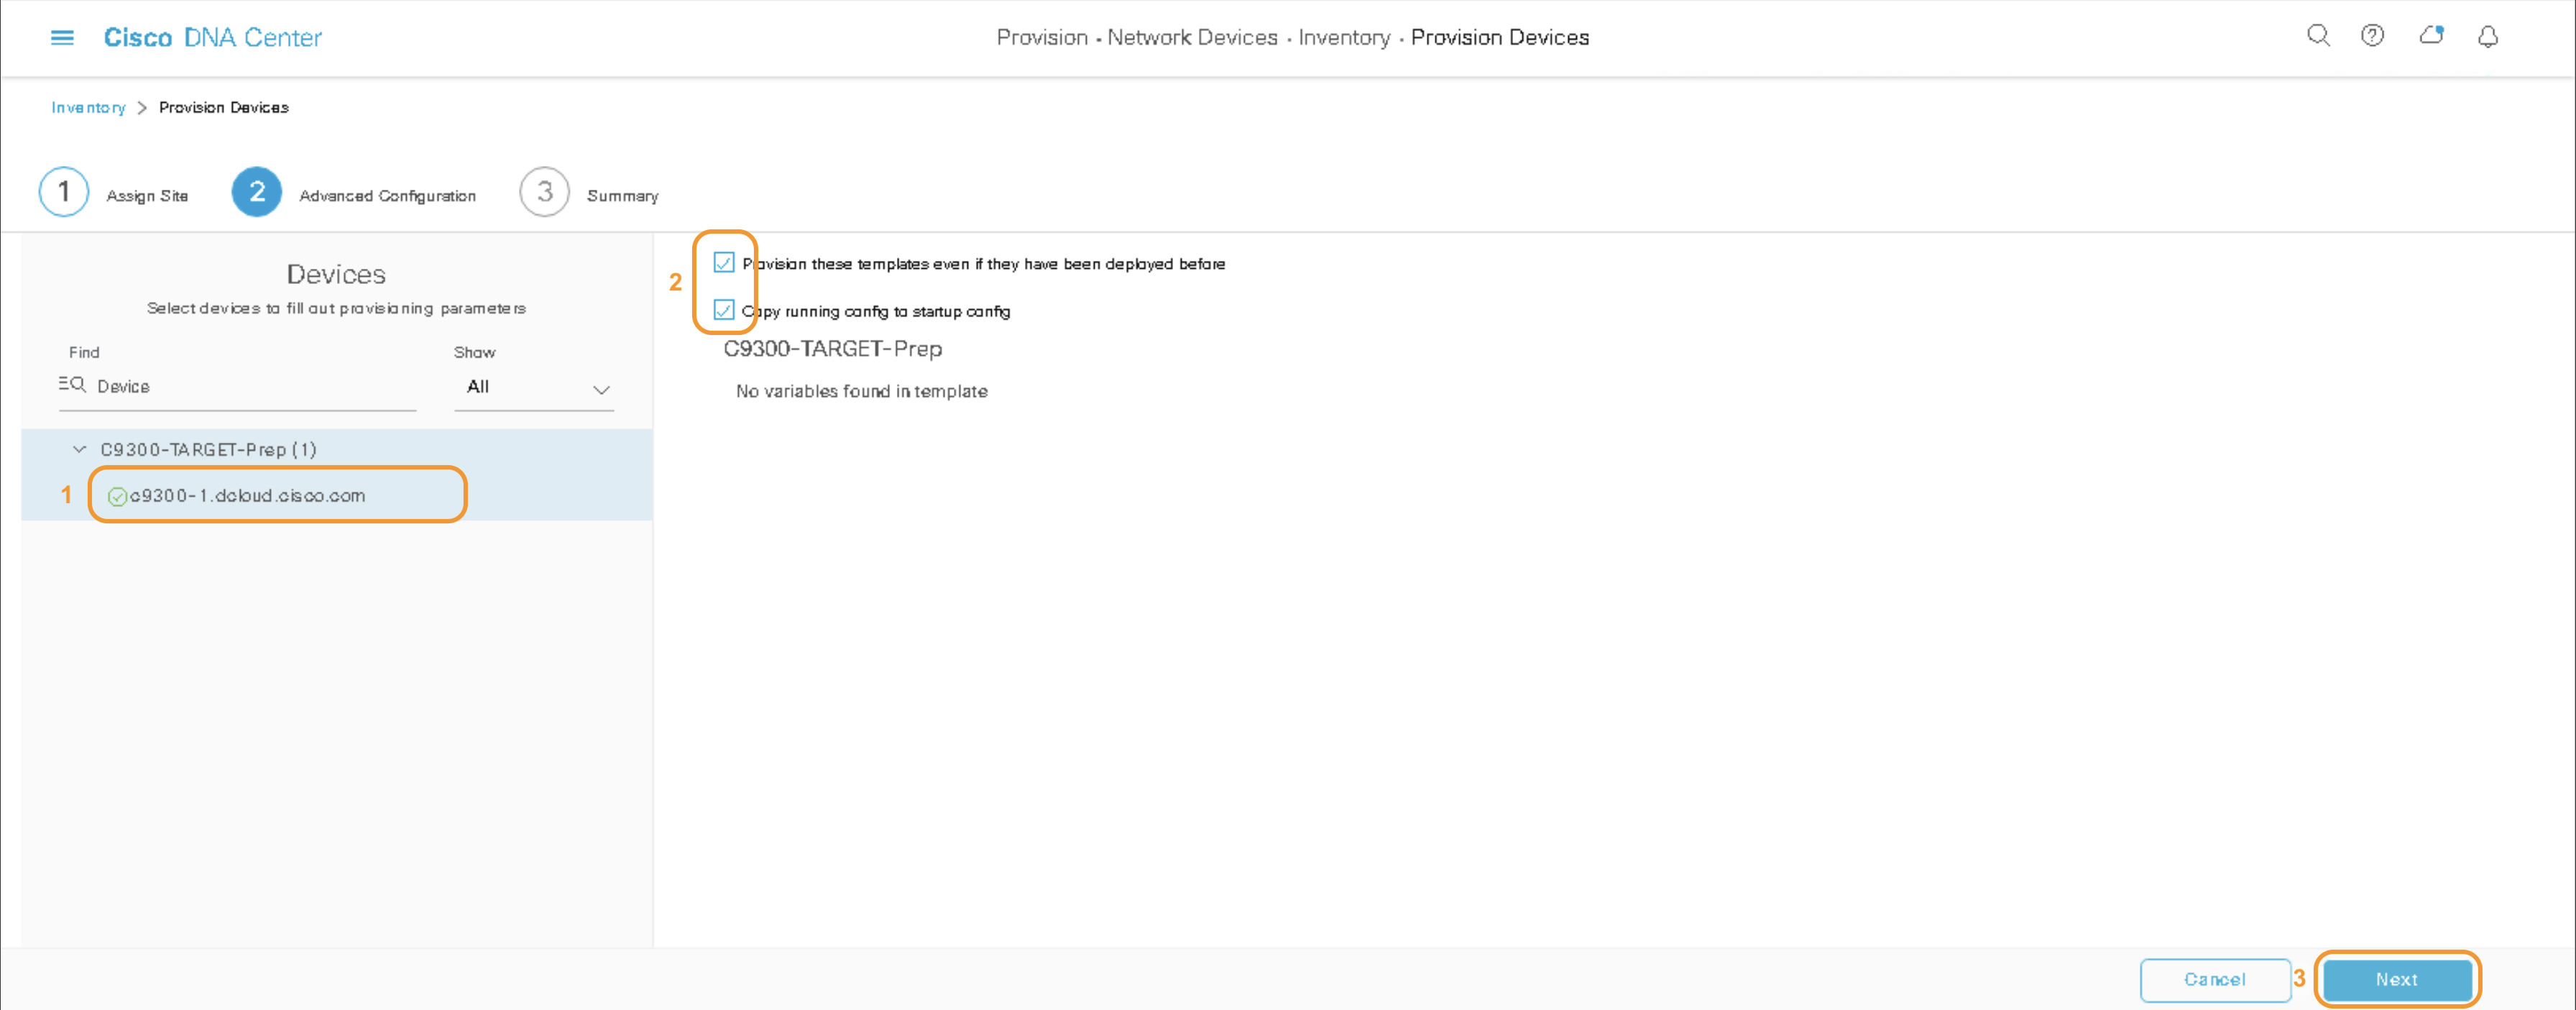 Cisco DNA Center
Provision · Network Devices · Inventory · Provision Devices
Inventory > Provision Devices
1 Assign Site 2 Advanced Configuration 3 Summary
Devices
Select devices to fill out provisioning parameters
Find Show
Device All
C9300-TARGET-Prep (1)
1 c9300-1.dcloud.cisco.com
2
Provision these templates even if they have been deployed before
Copy running config to startup config
C9300-TARGET-Prep
No variables found in template
Cancel 3 Next